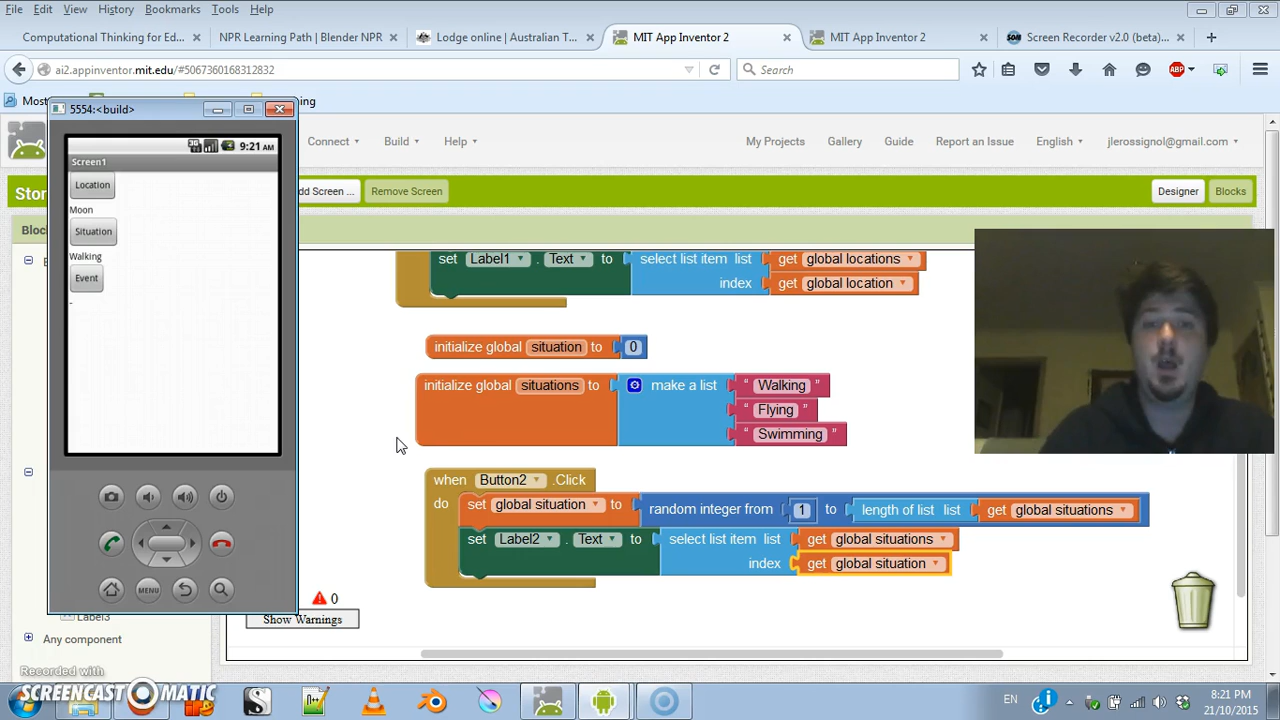 File Edit View History Bookmarks Tools Help
Computational Thinking for Ed... × NPR Learning Path | Blender NPR × Lodge online | Australian T... × MIT App Inventor 2 × MIT App Inventor 2 × Screen Recorder v2.0 (beta)... × +
ai2.appinventor.mit.edu/#5067360168312832 Search ABP
5554:<build>
9:21 AM
Screen1
Location
Moon
Situation
Walking
Event
-
MENU
Connect Build Help My Projects Gallery Guide Report an Issue English jlerossignol@gmail.com
Stor dd Screen ... Remove Screen Designer Blocks
set Label1 . Text to select list item list get global locations
index get global location
initialize global situation to 0
initialize global situations to make a list " Walking "
" Flying "
" Swimming "
when Button2 .Click
do set global situation to random integer from 1 to length of list list get global situations
set Label2 . Text to select list item list get global situations
index get global situation
0
Show Warnings
Label3
Any component
Recorded with
SCREENCAST MATIC
EN 8:21 PM
21/10/2015